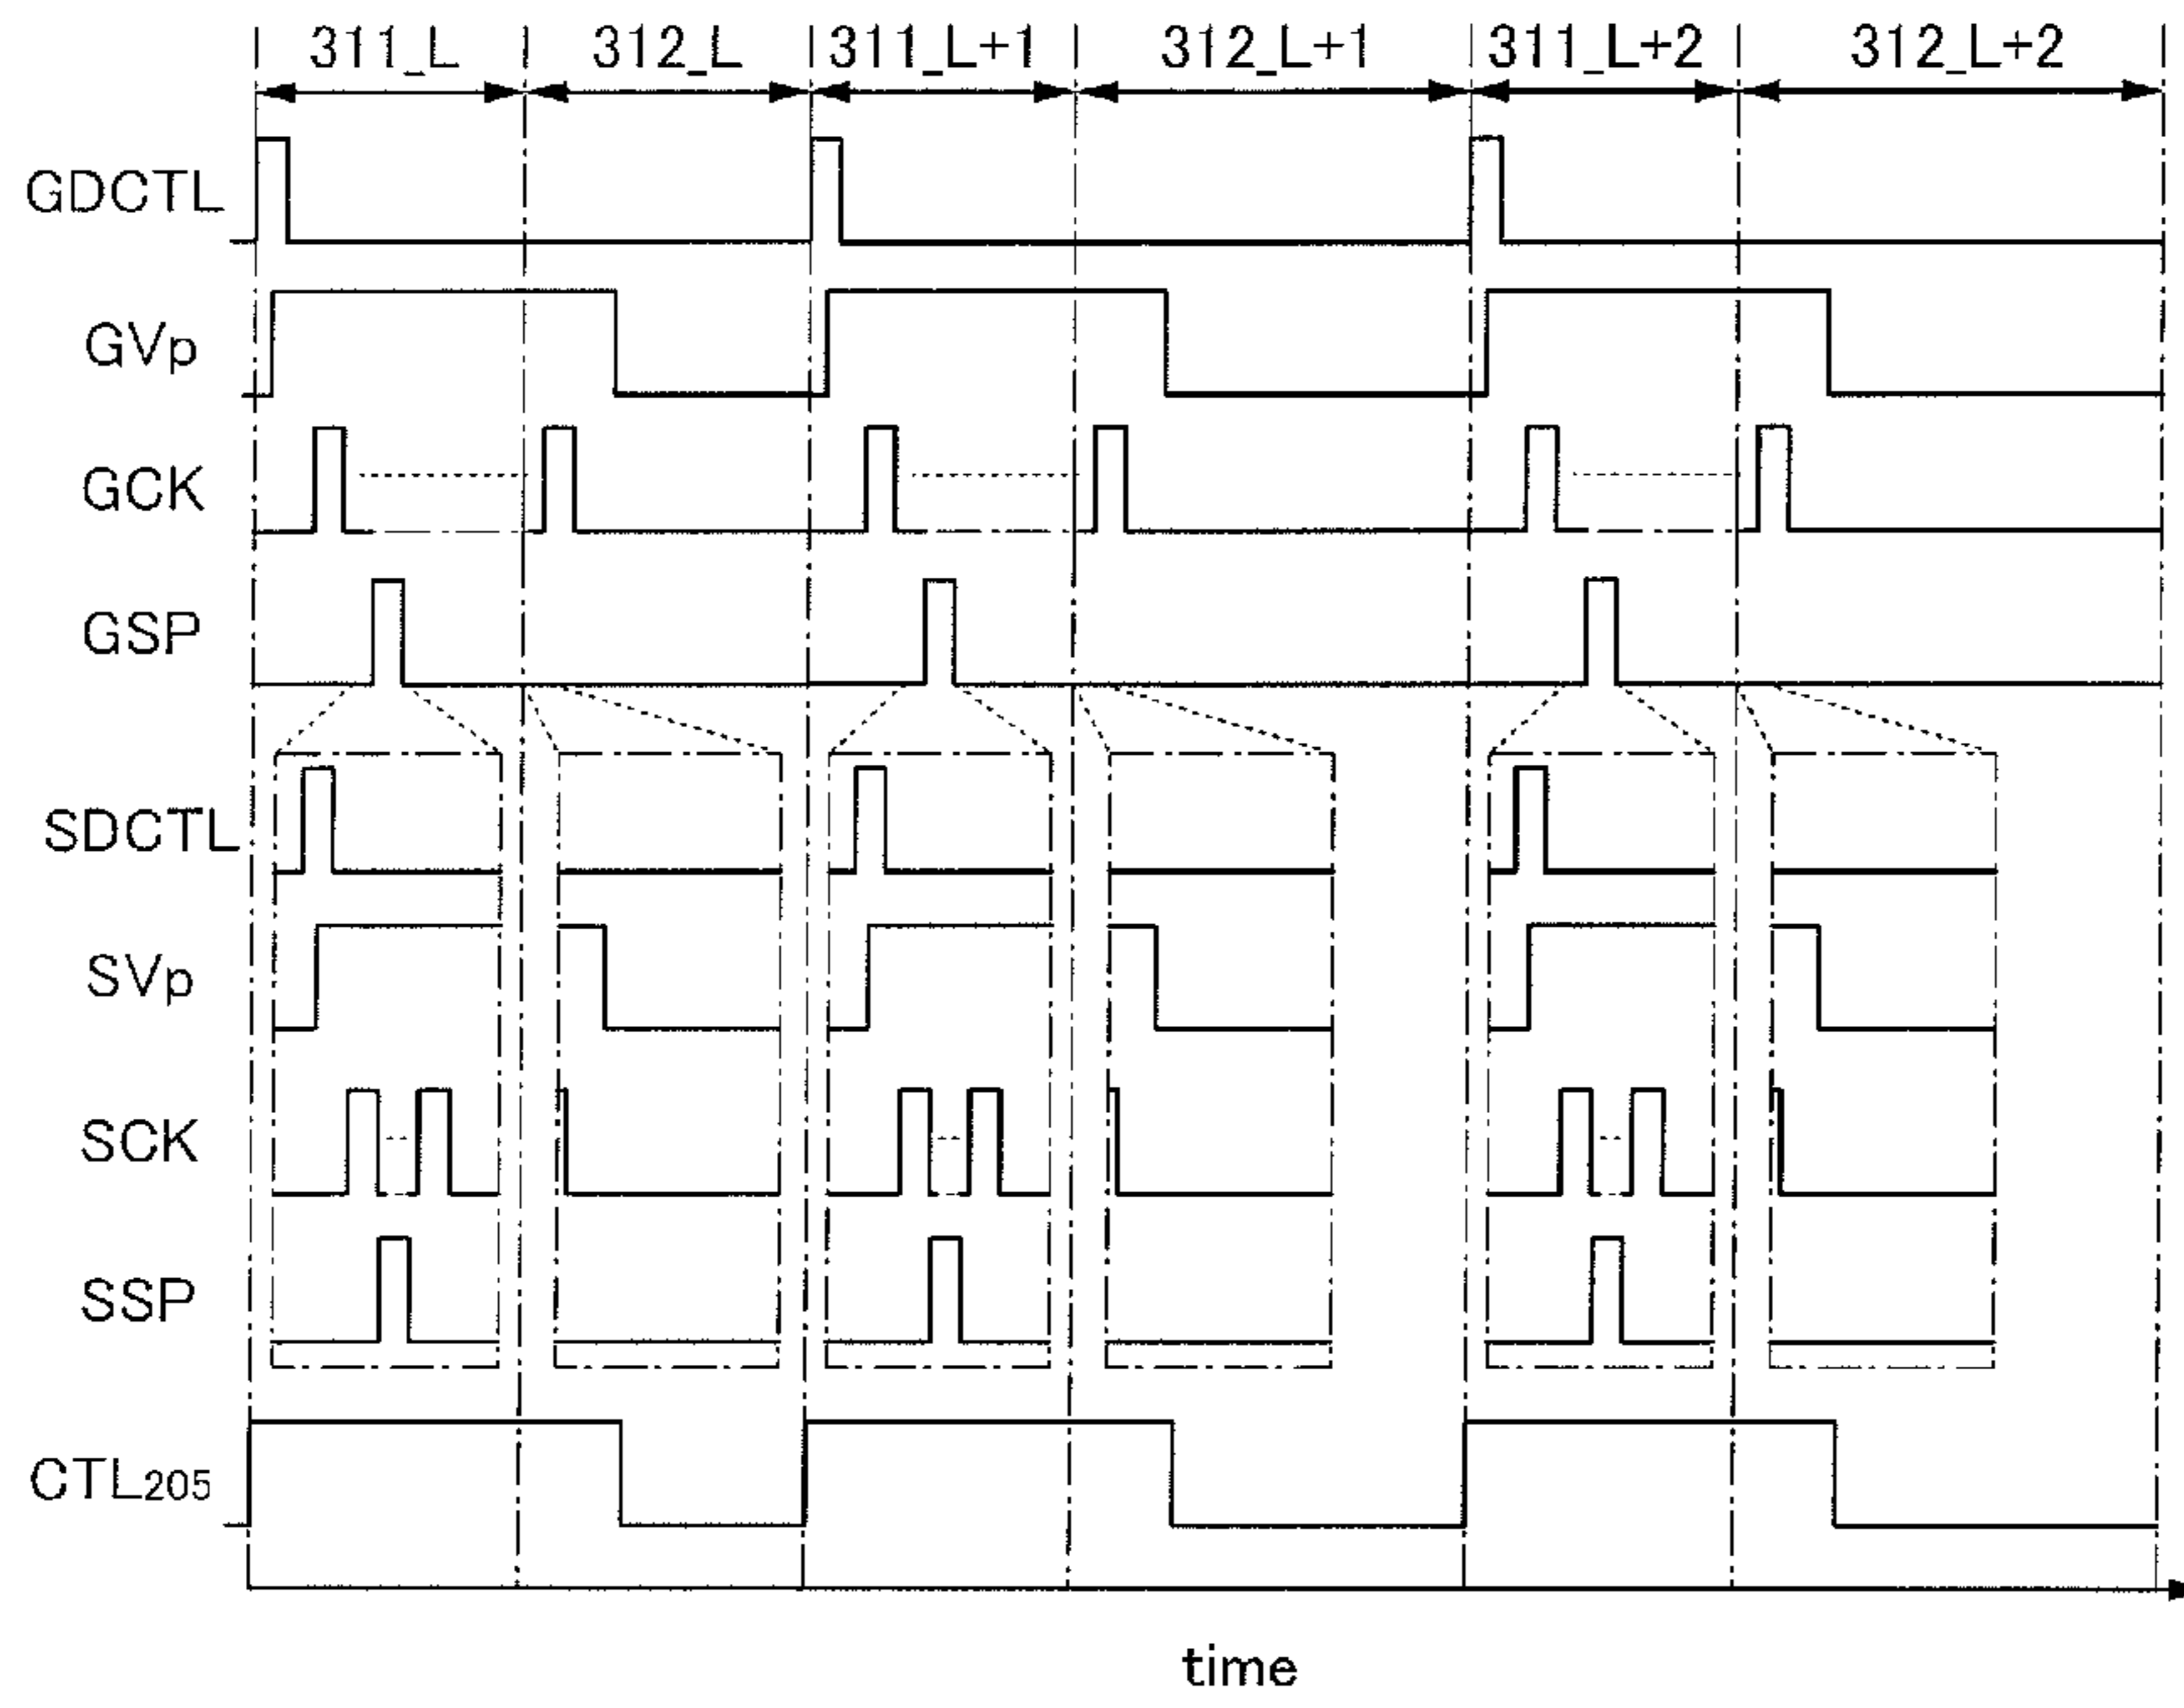 311_L 312_L 311_L+1 312_L+1 311_L+2 312_L+2
GDCTL
GVp
GCK
GSP
SDCTL
SVp
SCK
SSP
CTL205
time